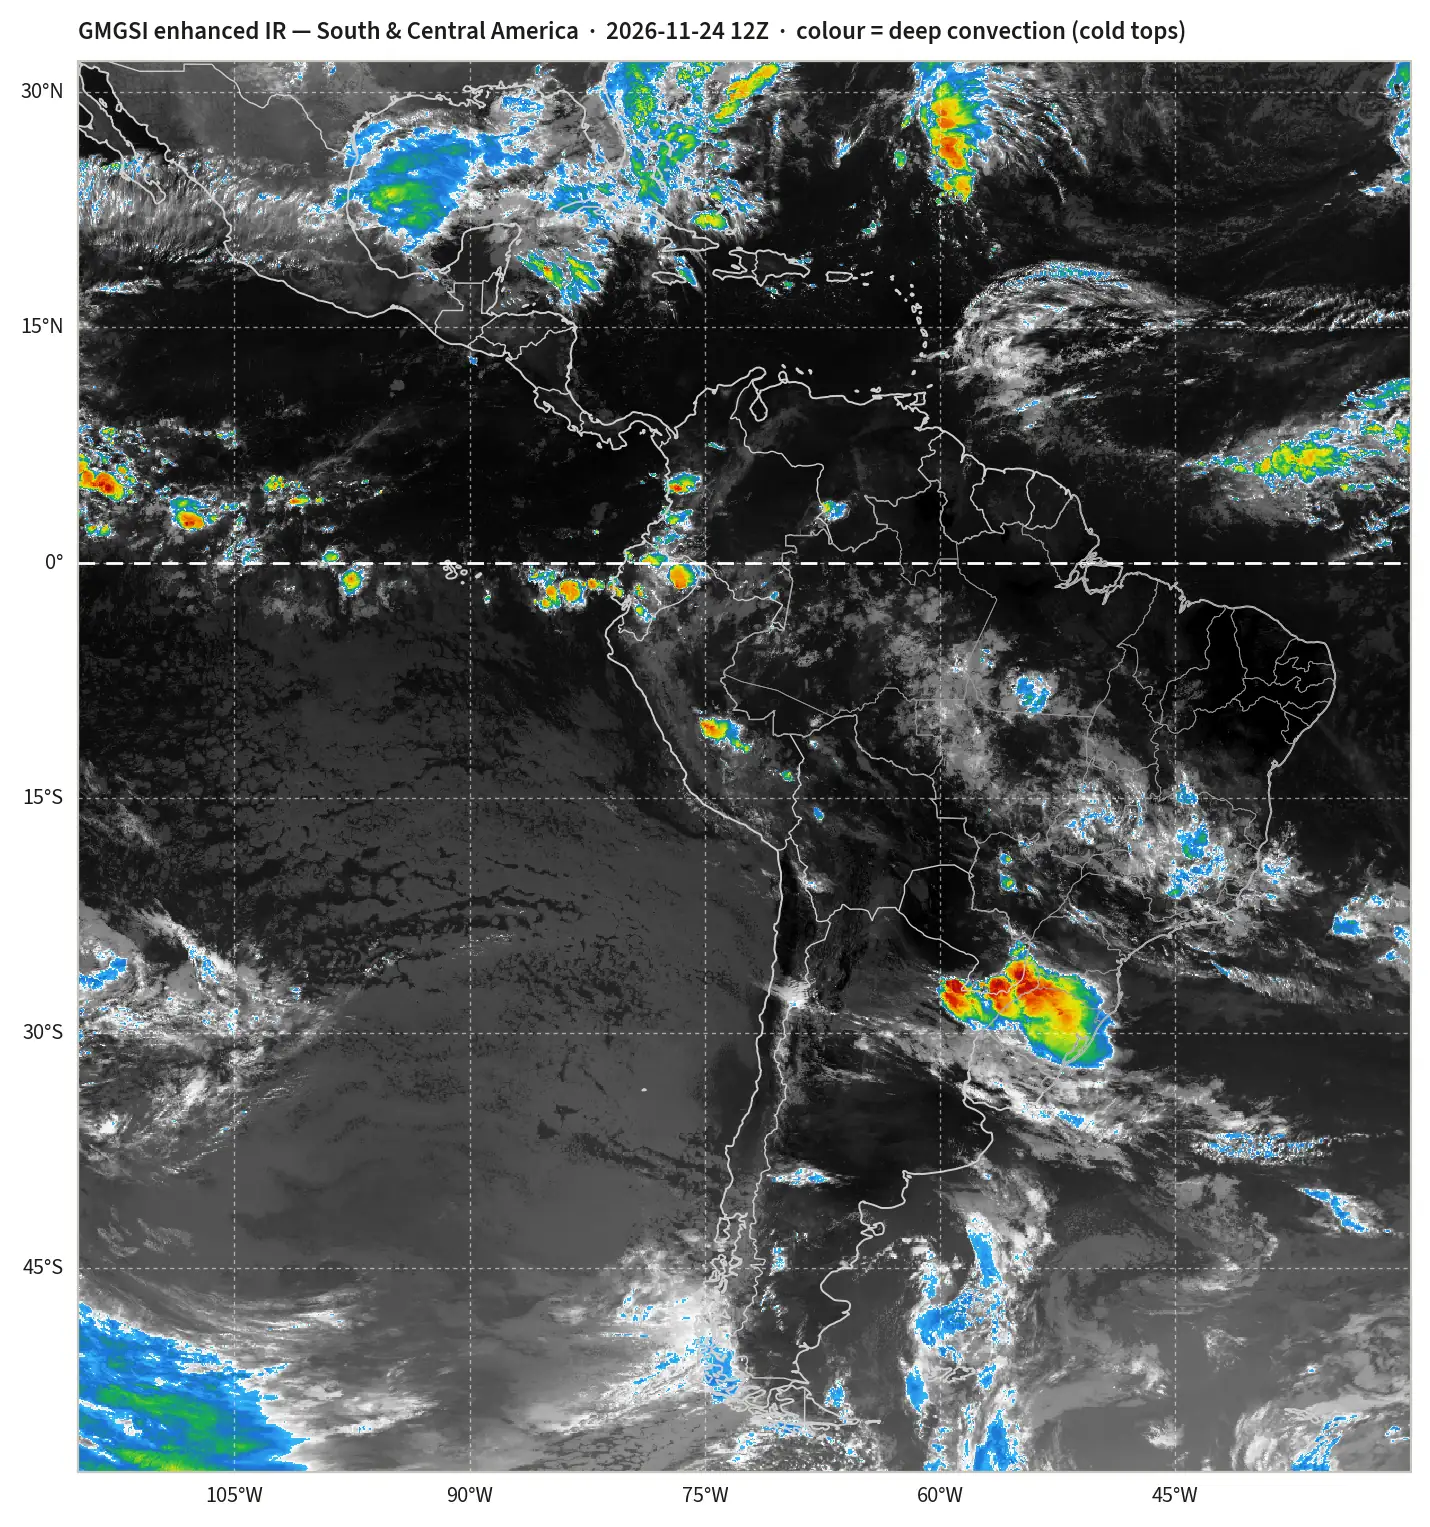 GMGSI enhanced IR — South & Central America · 2026-11-24 12Z · colour = deep convection (cold tops)
30°N
15°N
0°
15°S
30°S
45°S
105°W
90°W
75°W
60°W
45°W